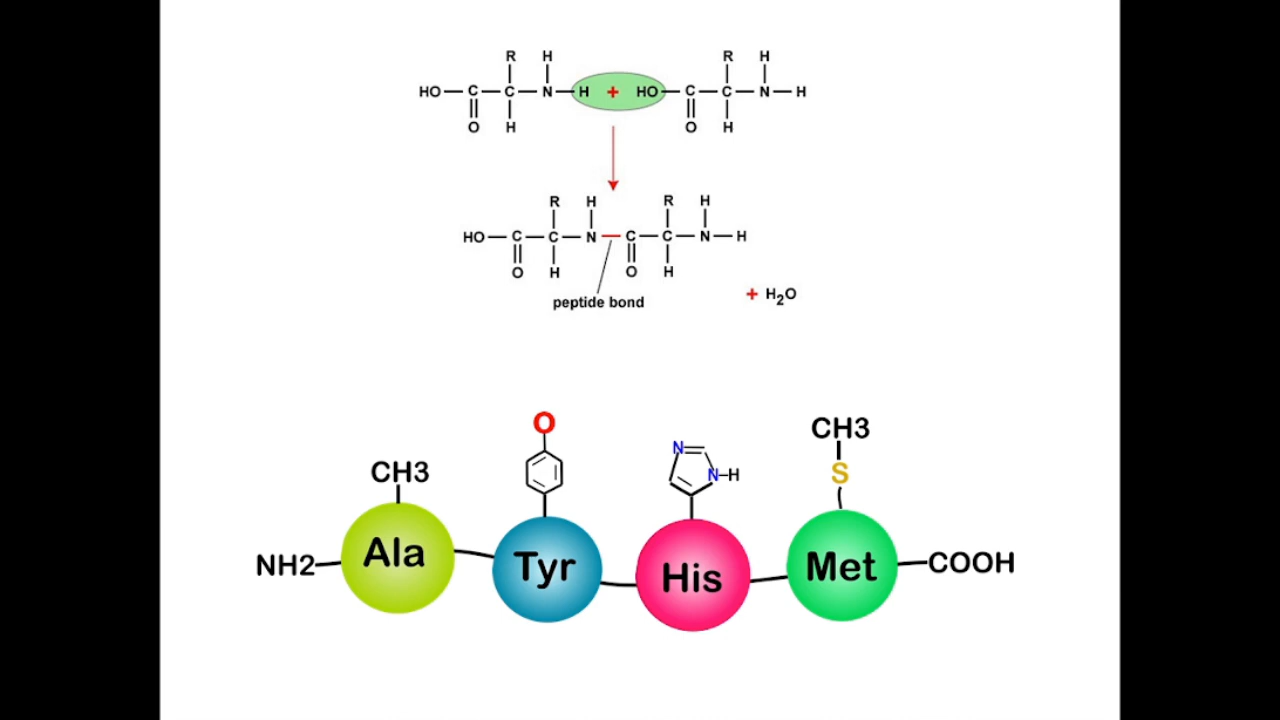 R H R H
HO C C N H + HO C C N H
O H O H
R H R H
HO C C N C C N H
O H O H
peptide bond
+ H2O
O
CH3
CH3
N
S
N H
NH2 Ala Tyr His Met COOH